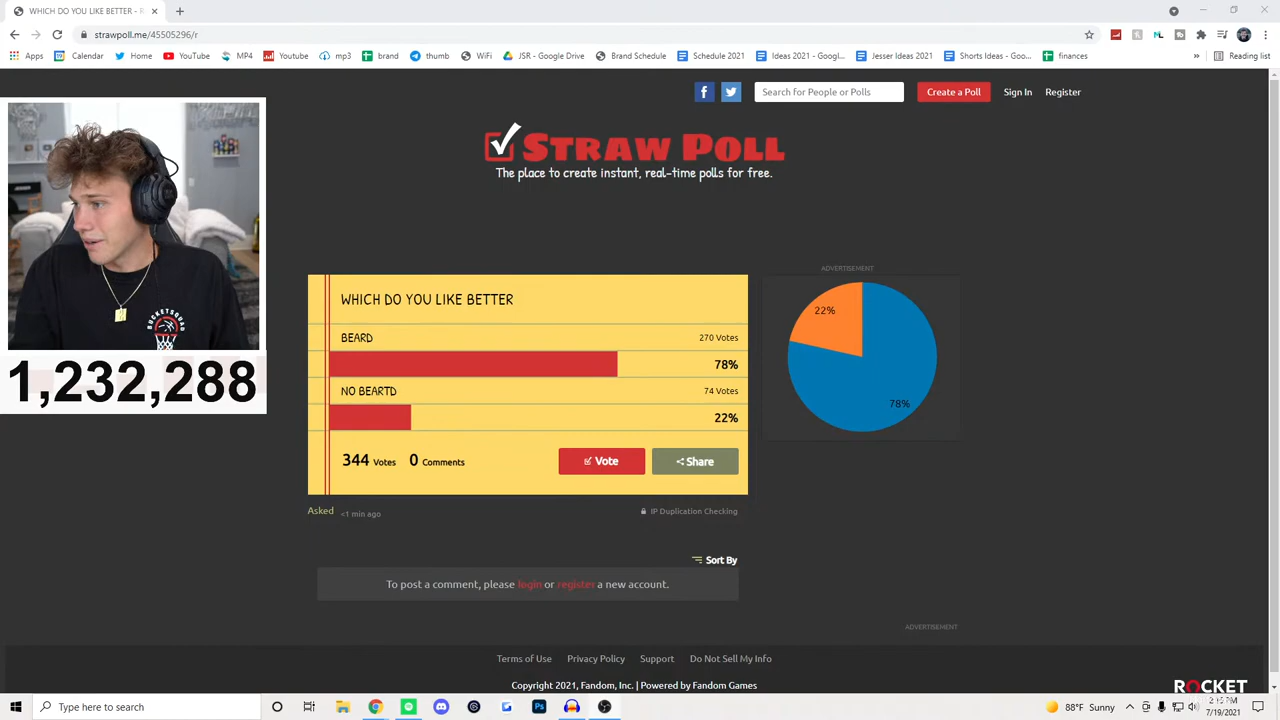 WHICH DO YOU LIKE BETTER - R
strawpoll.me/45505296/r
Apps
Calendar
Home
YouTube
MP4
Youtube
mp3
brand
thumb
WiFi
JSR - Google Drive
Brand Schedule
Schedule 2021
Ideas 2021 - Googl...
Jesser Ideas 2021
Shorts Ideas - Goo...
finances
Reading list
Search for People or Polls
Create a Poll
Sign In
Register
STRAW POLL
The place to create instant, real-time polls for free.
BUCKETSQUAD
1,232,288
ADVERTISEMENT
WHICH DO YOU LIKE BETTER
BEARD
270 Votes
78%
NO BEARTD
74 Votes
22%
344 Votes
0 Comments
Vote
Share
22%
78%
Asked
<1 min ago
IP Duplication Checking
Sort By
To post a comment, please login or register a new account.
ADVERTISEMENT
Terms of Use
Privacy Policy
Support
Do Not Sell My Info
Copyright 2021, Fandom, Inc. | Powered by Fandom Games
ROCKET
Type here to search
88°F Sunny
7/19/2021